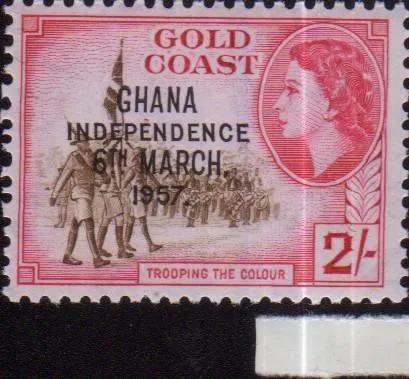 GOLD
COAST
GHANA
INDEPENDENCE
6TH MARCH,
1957.
TROOPING THE COLOUR
2/-